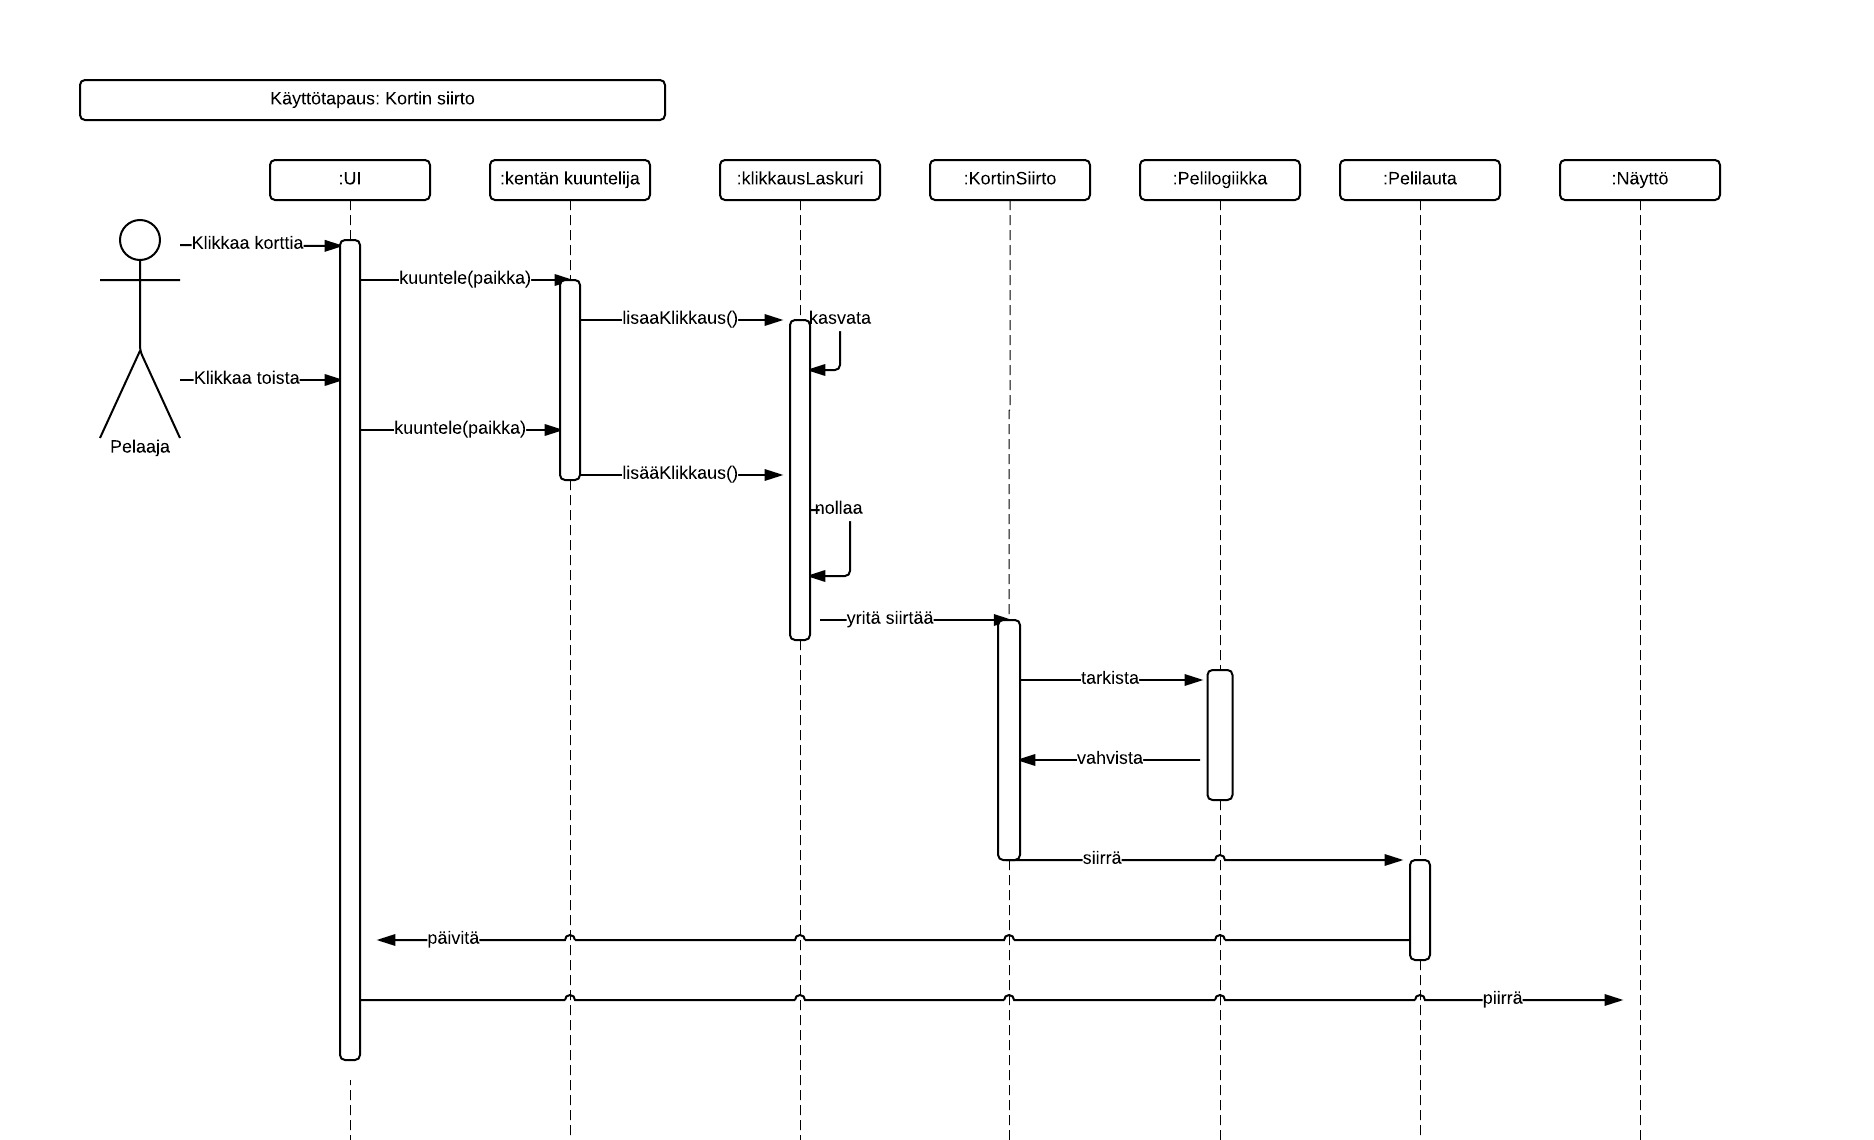 Käyttötapaus: Kortin siirto
:UI
:kentän kuuntelija
:klikkausLaskuri
:KortinSiirto
:Pelilogiikka
:Pelilauta
:Näyttö
Klikkaa korttia
kuuntele(paikka)
lisaaKlikkaus()
kasvata
Klikkaa toista
kuuntele(paikka)
Pelaaja
lisääKlikkaus()
nollaa
yritä siirtää
tarkista
vahvista
siirrä
päivitä
piirrä